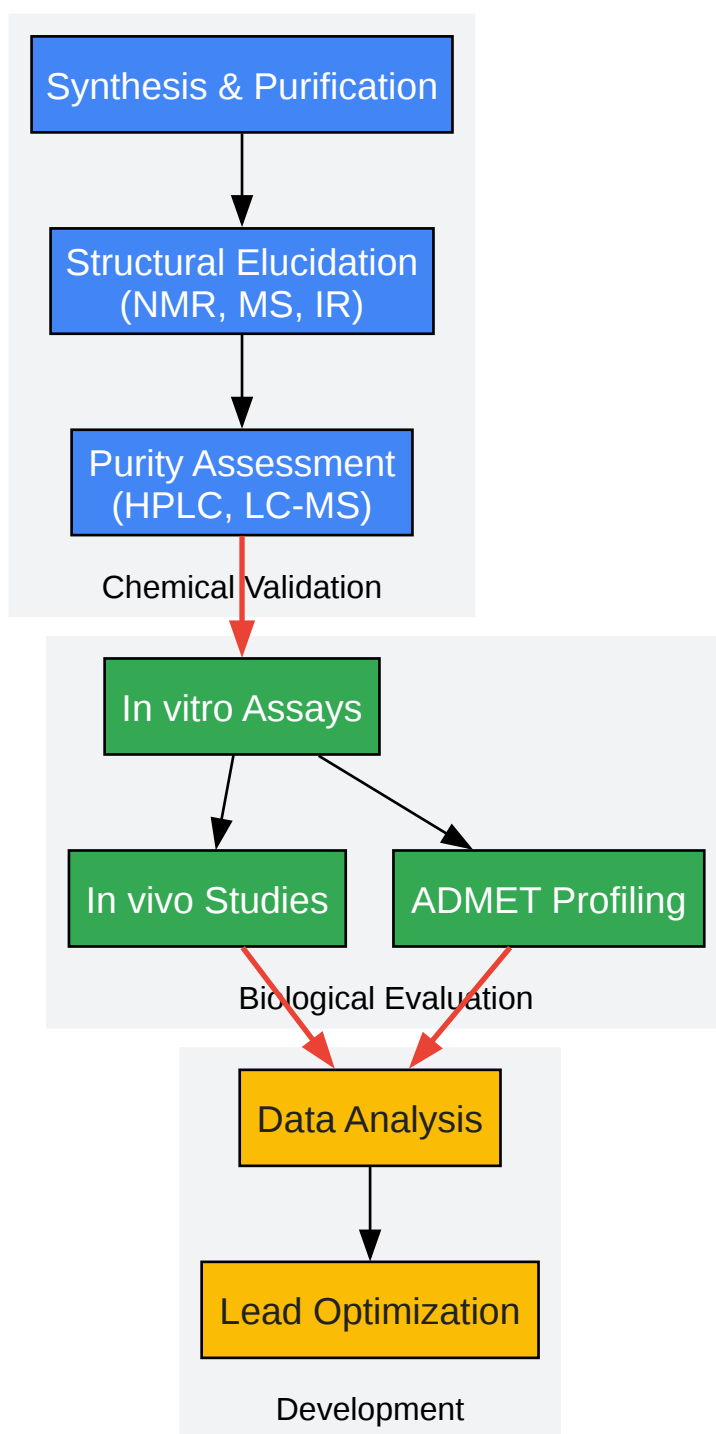 Synthesis & Purification
Structural Elucidation
(NMR, MS, IR)
Purity Assessment
(HPLC, LC-MS)
Chemical Validation
In vitro Assays
In vivo Studies
ADMET Profiling
Biological Evaluation
Data Analysis
Lead Optimization
Development